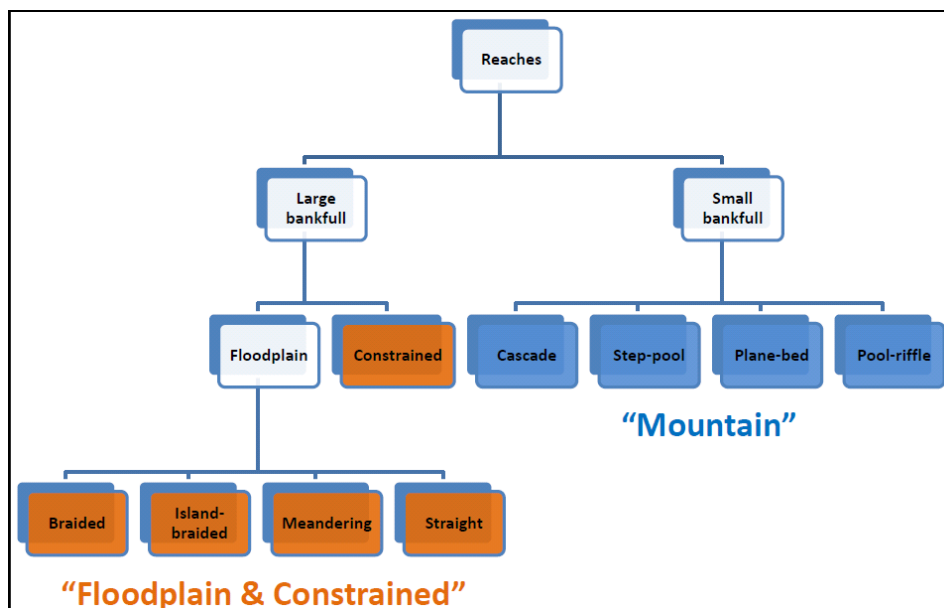 Reaches
Large
bankfull
Small
bankfull
Floodplain
Constrained
Cascade
Step-pool
Plane-bed
Pool-riffle
“Mountain”
Braided
Island-
braided
Meandering
Straight
“Floodplain & Constrained”